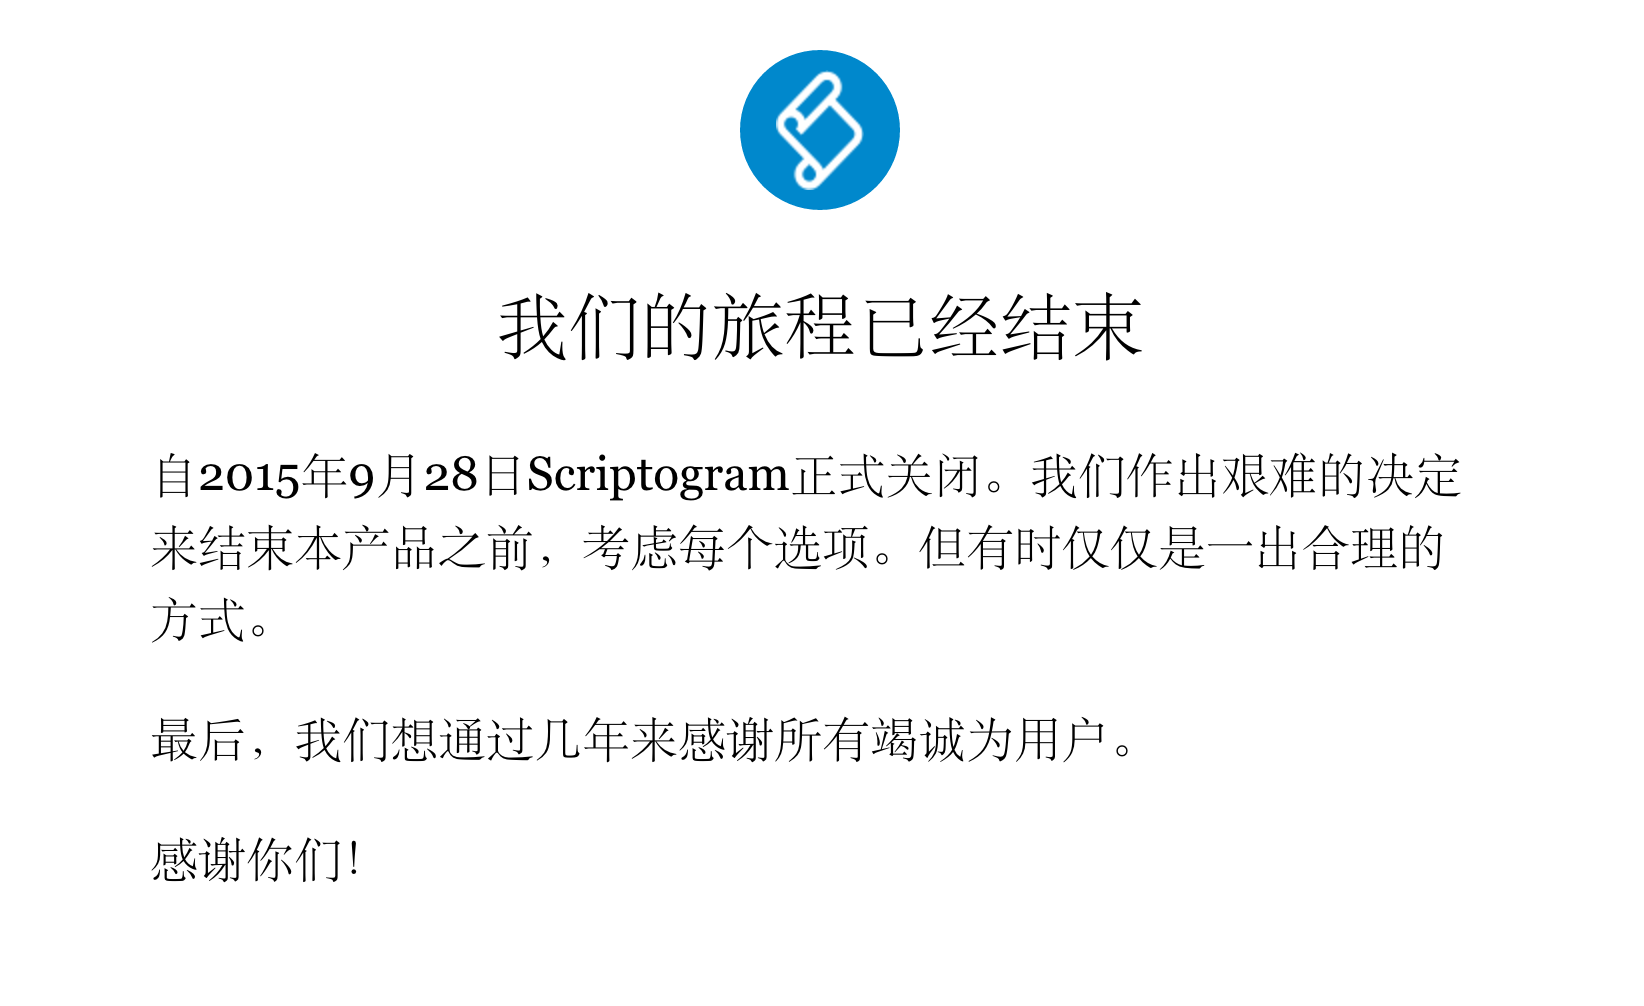 我们的旅程已经结束
自2015年9月28日Scriptogram正式关闭。我们作出艰难的决定
来结束本产品之前，考虑每个选项。但有时仅仅是一出合理的
方式。
最后，我们想通过几年来感谢所有竭诚为用户。
感谢你们！